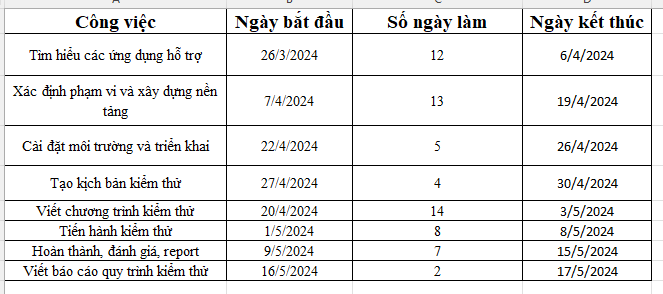 Công việc Ngày bắt đầu Số ngày làm Ngày kết thúc
Tìm hiểu các ứng dụng hỗ trợ 26/3/2024 12 6/4/2024
Xác định phạm vi và xây dựng nền
tảng 7/4/2024 13 19/4/2024
Cài đặt môi trường và triển khai 22/4/2024 5 26/4/2024
Tạo kịch bản kiểm thử 27/4/2024 4 30/4/2024
Viết chương trình kiểm thử 20/4/2024 14 3/5/2024
Tiến hành kiểm thử 1/5/2024 8 8/5/2024
Hoàn thành, đánh giá, report 9/5/2024 7 15/5/2024
Viết báo cáo quy trình kiểm thử 16/5/2024 2 17/5/2024